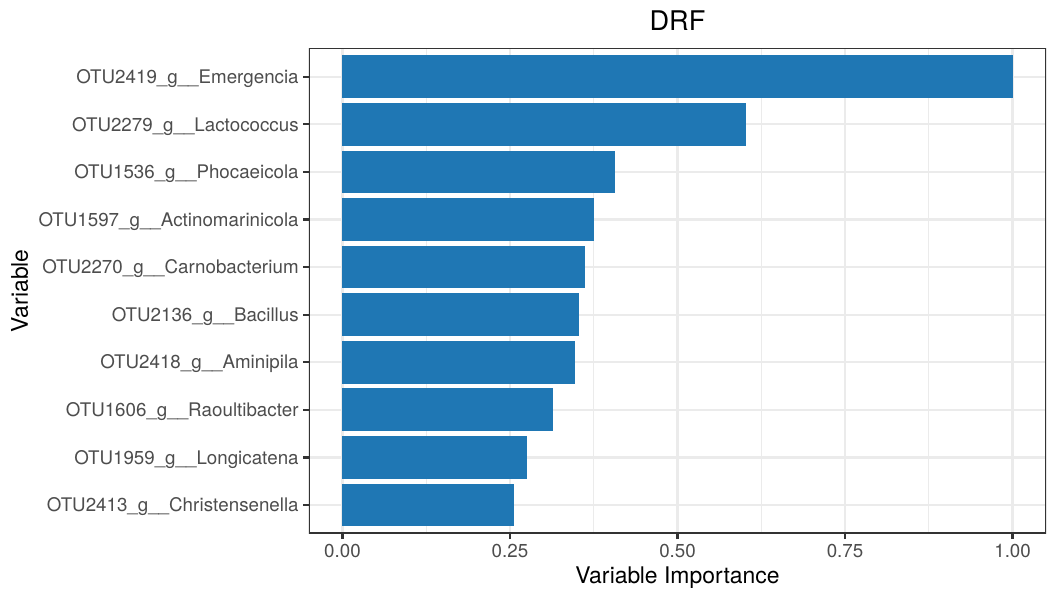 DRF
Variable
OTU2419_g__Emergencia
OTU2279_g__Lactococcus
OTU1536_g__Phocaeicola
OTU1597_g__Actinomarinicola
OTU2270_g__Carnobacterium
OTU2136_g__Bacillus
OTU2418_g__Aminipila
OTU1606_g__Raoultibacter
OTU1959_g__Longicatena
OTU2413_g__Christensenella
0.00 0.25 0.50 0.75 1.00
Variable Importance